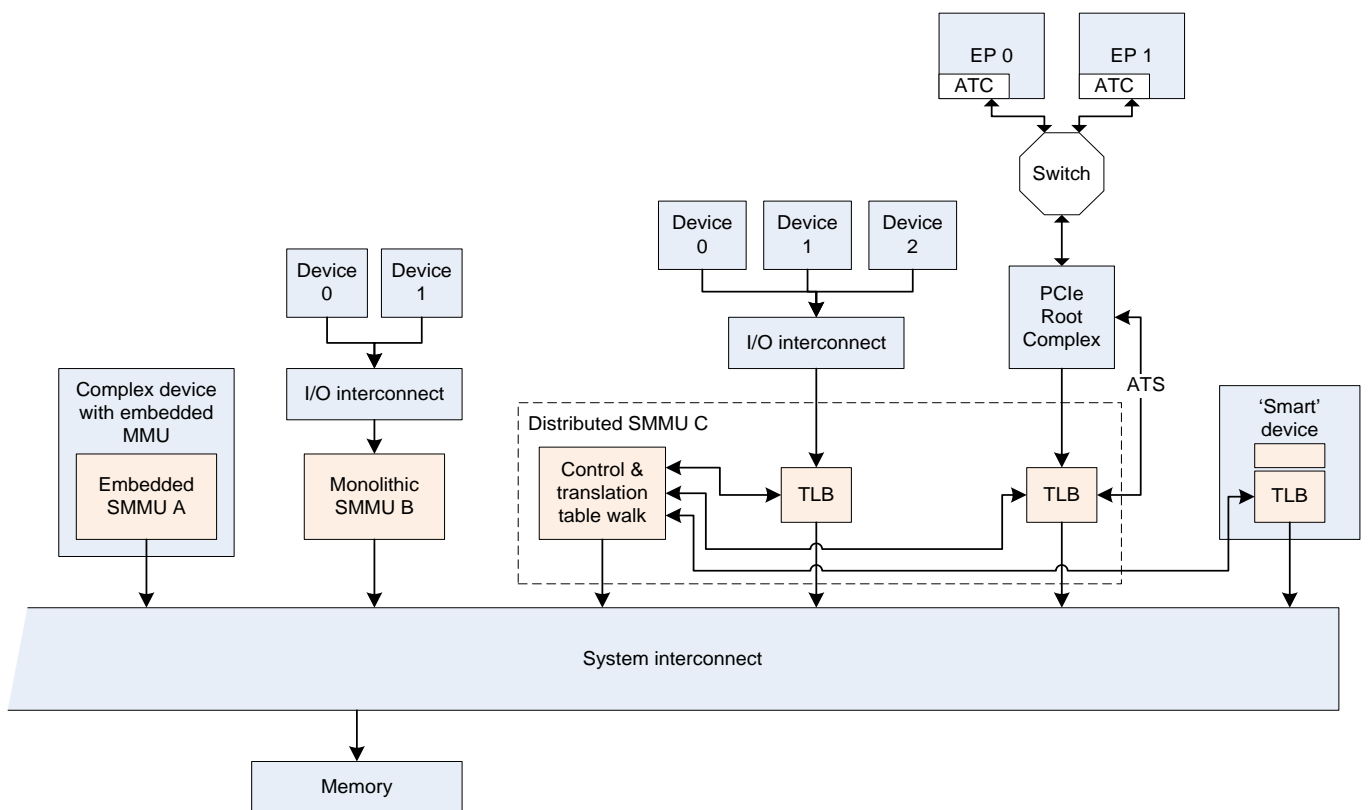 EP 0
ATC
EP 1
ATC
Switch
Device
0
Device
1
Device
2
Device
0
Device
1
PCIe
Root
Complex
I/O interconnect
ATS
Complex device
with embedded
MMU
I/O interconnect
‘Smart’
device
Distributed SMMU C
Embedded
SMMU A
Monolithic
SMMU B
Control &
translation
table walk
TLB
TLB
TLB
System interconnect
Memory